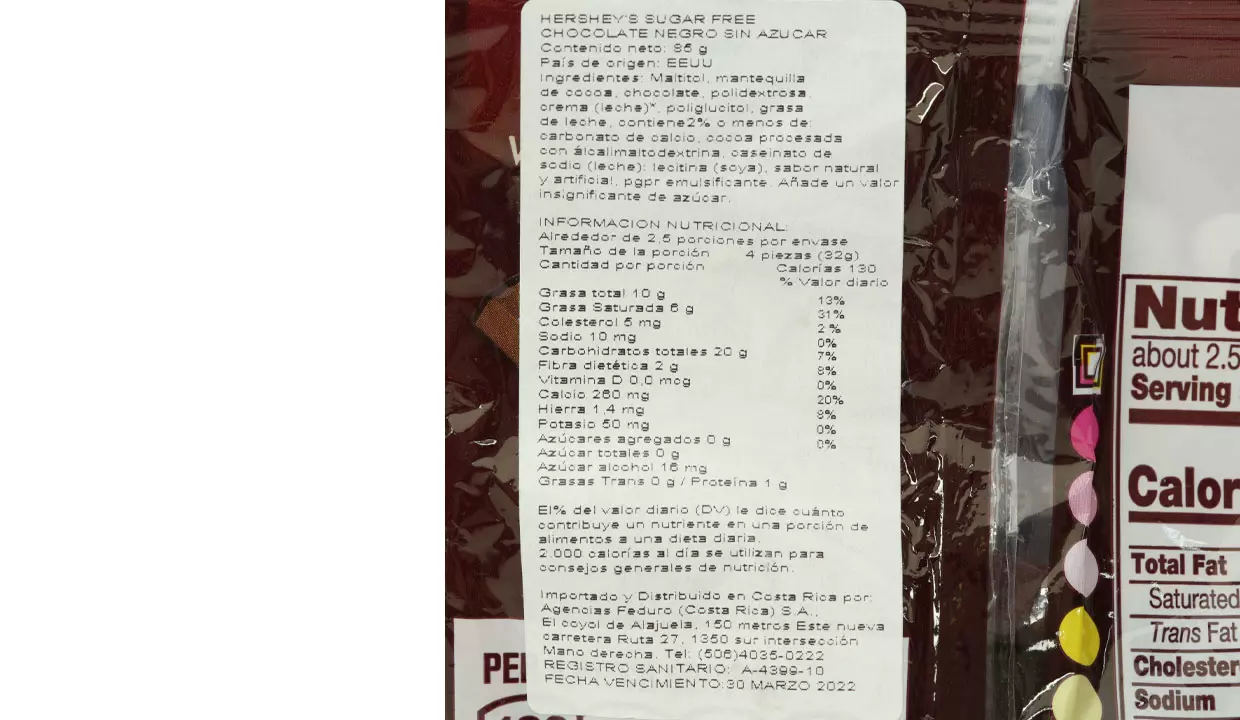 HERSHEY'S SUGAR FREE
CHOCOLATE NEGRO SIN AZUCAR
Contenido neto: 85 g
País de origen: EEUU
Ingredientes: Maltitol, mantequilla
de cocoa, chocolate, polidextrosa,
crema (leche)*, poliglucitol, grasa
de leche, contiene2% o menos de:
carbonato de calcio, cocoa procesada
con álcalimaltodextrina, caseinato de
sodio (leche): lecitina (soya), sabor natural
y artificial, pgpr emulsificante. Añade un valor
insignificante de azúcar.
INFORMACION NUTRICIONAL:
Alrededor de 2,5 porciones por envase
Tamaño de la porción 4 piezas (32g)
Cantidad por porción Calorías 130
% Valor diario
Grasa total 10 g 13%
Grasa Saturada 6 g 31%
Colesterol 5 mg 2 %
Sodio 10 mg 0%
Carbohidratos totales 20 g 7%
Fibra dietética 2 g 8%
Vitamina D 0,0 mcg 0%
Calcio 260 mg 20%
Hierra 1,4 mg 8%
Potasio 50 mg 0%
Azúcares agregados 0 g 0%
Azúcar totales 0 g
Azúcar alcohol 16 mg
Grasas Trans 0 g / Proteína 1 g
El% del valor diario (DV) le dice cuánto
contribuye un nutriente en una porción de
alimentos a una dieta diaria.
2,000 calorías al día se utilizan para
consejos generales de nutrición.
Importado y Distribuido en Costa Rica por:
Agencias Feduro (Costa Rica) S.A.,
El coyol de Alajuela, 150 metros Este nueva
carretera Ruta 27, 1350 sur intersección
Mano derecha. Tel: (506)4035-0222
REGISTRO SANITARIO: A-4399-10
FECHA VENCIMIENTO:30 MARZO 2022
PEL
Nut
about 2.5
Serving
Calor
Total Fat
Saturated
Trans Fat
Cholester
Sodium